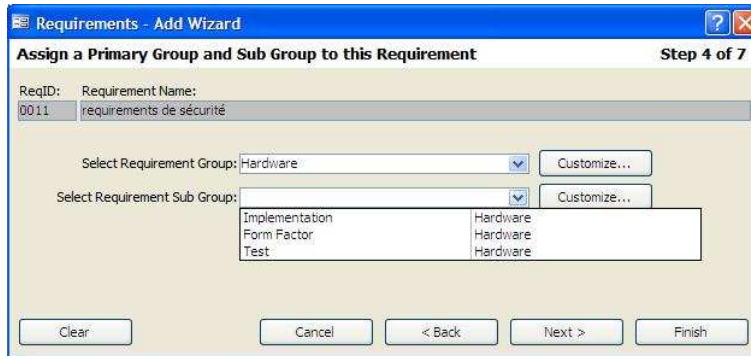 Requirements - Add Wizard
Assign a Primary Group and Sub Group to this Requirement Step 4 of 7
ReqID: Requirement Name:
0011 requirements de sécurité
Select Requirement Group: Hardware Customize...
Select Requirement Sub Group: Customize...
Implementation Hardware
Form Factor Hardware
Test Hardware
Clear Cancel < Back Next > Finish